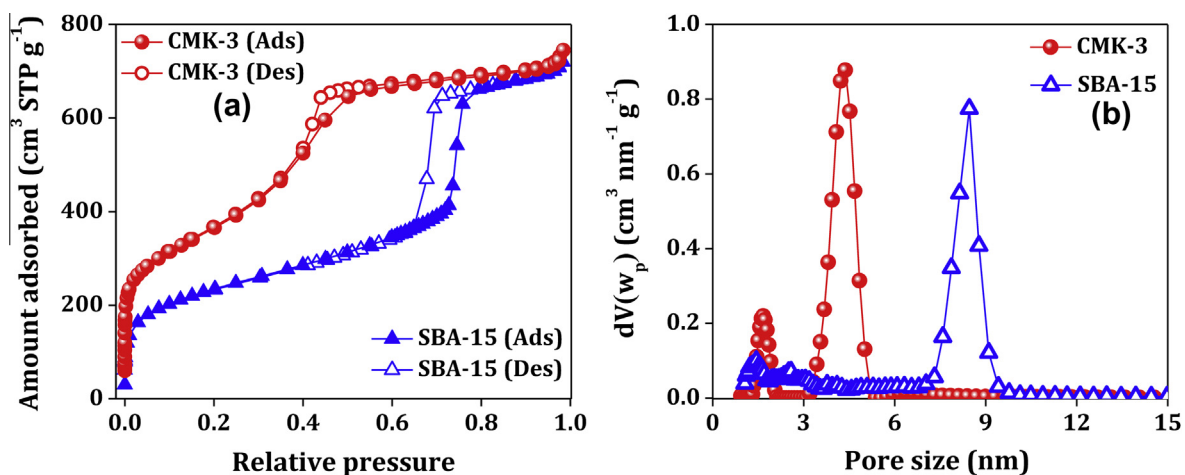 800
600
400
200
0
Amount adsorbed (cm³ STP g⁻¹)
CMK-3 (Ads)
CMK-3 (Des)
(a)
SBA-15 (Ads)
SBA-15 (Des)
0.0 0.2 0.4 0.6 0.8 1.0
Relative pressure
1.0
0.8
0.6
0.4
0.2
0.0
dV(wₚ) (cm³ nm⁻¹ g⁻¹)
CMK-3
SBA-15
(b)
0 3 6 9 12 15
Pore size (nm)